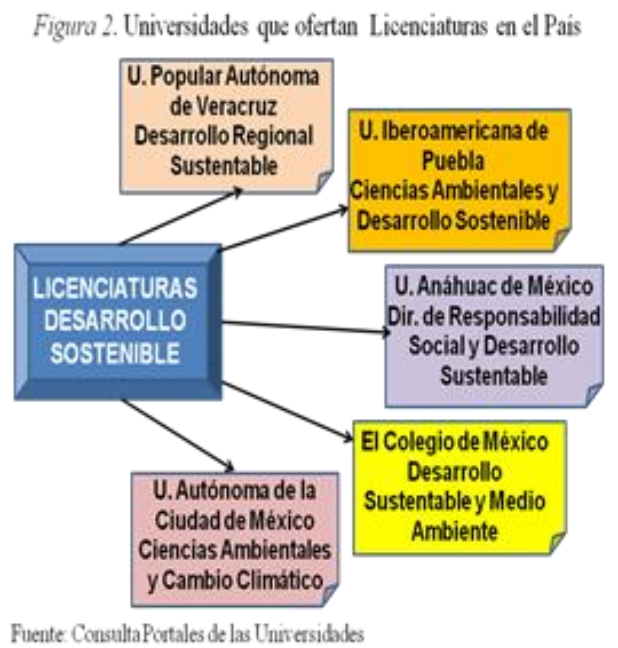 Figura 2. Universidades que ofertan Licenciaturas en el País
U. Popular Autónoma
de Veracruz
Desarrollo Regional
Sustentable
U. Iberoamericana de
Puebla
Ciencias Ambientales y
Desarrollo Sostenible
LICENCIATURAS
DESARROLLO
SOSTENIBLE
U. Anáhuac de México
Dir. de Responsabilidad
Social y Desarrollo
Sustentable
El Colegio de México
Desarrollo
Sustentable y Medio
Ambiente
U. Autónoma de la
Ciudad de México
Ciencias Ambientales
y Cambio Climático
Fuente: Consulta Portales de las Universidades